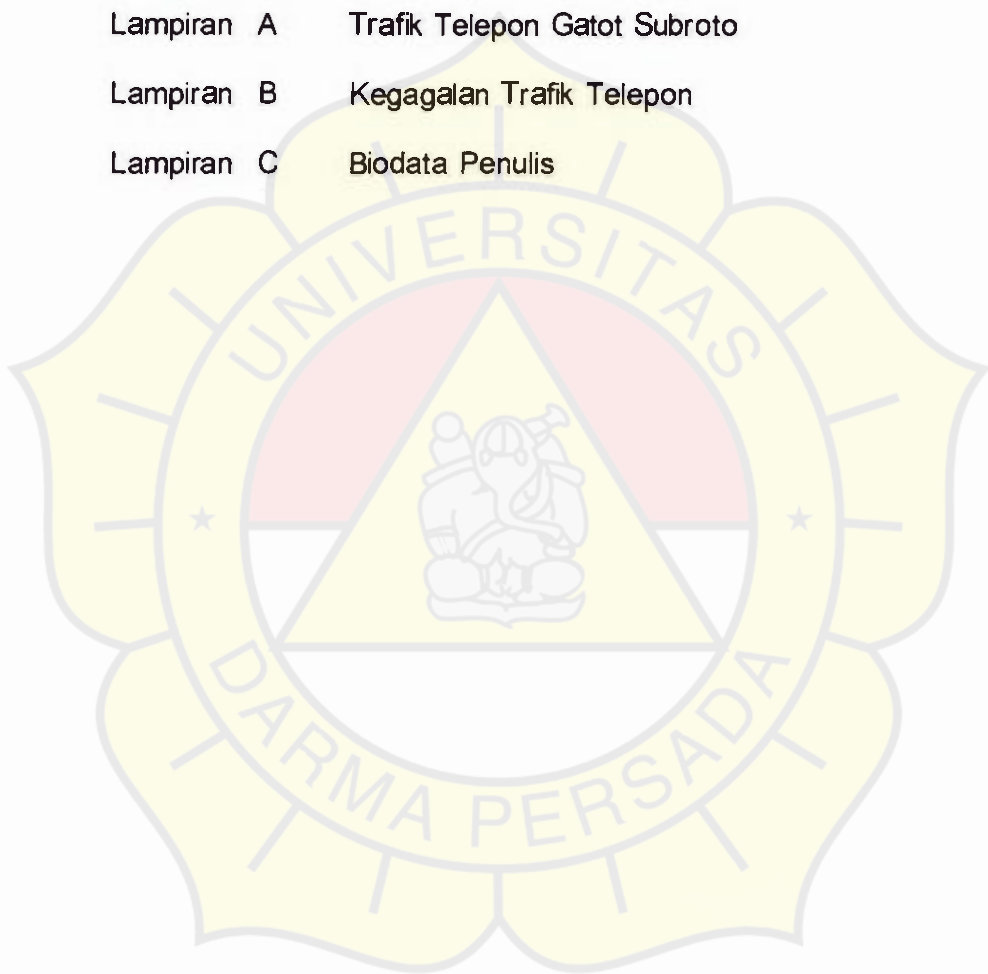 Lampiran A Trafik Telepon Gatot Subroto
Lampiran B Kegagalan Trafik Telepon
Lampiran C Biodata Penulis
UNIVERSITAS
DARMA PERSADA